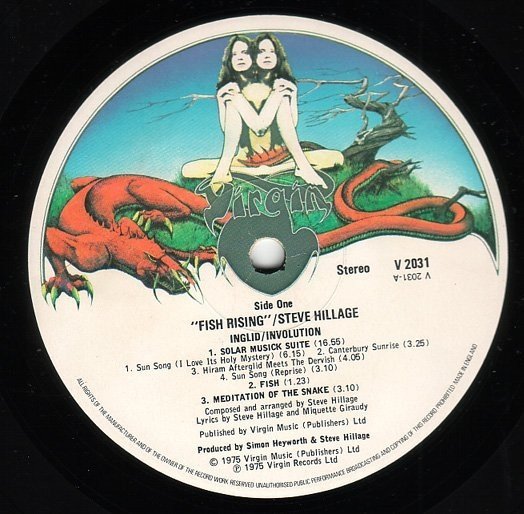 Virgin
Stereo V 2031
V 2031-A
Side One
"FISH RISING"/STEVE HILLAGE
INGLID/INVOLUTION
1. SOLAR MUSICK SUITE (16.55)
1. Sun Song (I Love Its Holy Mystery) (6.15) 2. Canterbury Sunrise (3.25)
3. Hiram Afterglid Meets The Dervish (4.05)
4. Sun Song (Reprise) (3.10)
2. FISH (1.23)
3. MEDITATION OF THE SNAKE (3.10)
Composed and arranged by Steve Hillage
Lyrics by Steve Hillage and Miquette Giraudy
Published by Virgin Music (Publishers) Ltd
Produced by Simon Heyworth & Steve Hillage
© 1975 Virgin Music (Publishers) Ltd
℗ 1975 Virgin Records Ltd
ALL RIGHTS OF THE MANUFACTURER AND OF THE OWNER OF THE RECORD WORK RESERVED UNAUTHORISED PUBLIC PERFORMANCE BROADCASTING AND COPYING OF THIS RECORD PROHIBITED. MADE IN ENGLAND